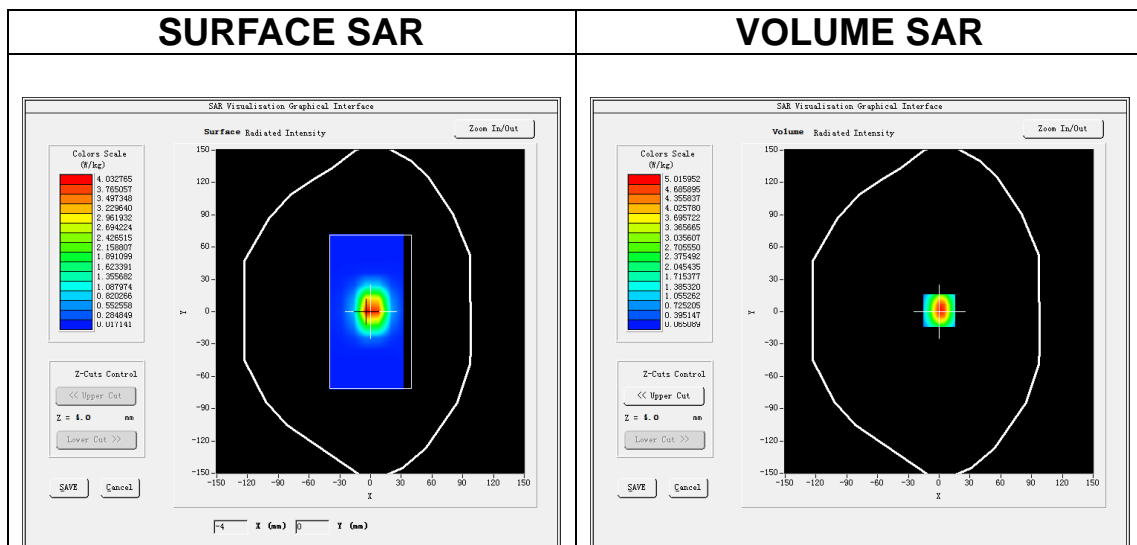 SURFACE SAR
VOLUME SAR
SAR Visualisation Graphical Interface
Surface Radiated Intensity
Zoom In/Out
Colors Scale
(W/kg)
4.032765
3.765057
3.497348
3.229640
2.961932
2.694224
2.426515
2.158807
1.891099
1.623391
1.355682
1.087974
0.820266
0.552558
0.284849
0.017141
150
120
90
60
30
0
-30
-60
-90
-120
-150
Y
-150 -120 -90 -60 -30 0 30 60 90 120 150
X
Z-Cuts Control
<< Upper Cut
Z = 4.0 mm
Lower Cut >>
SAVE Cancel
-4 X (mm) 0 Y (mm)
SAR Visualisation Graphical Interface
Volume Radiated Intensity
Zoom In/Out
Colors Scale
(W/kg)
5.015952
4.685895
4.355837
4.025780
3.695722
3.365665
3.035607
2.705550
2.375492
2.045435
1.715377
1.385320
1.055262
0.725205
0.395147
0.065089
150
120
90
60
30
0
-30
-60
-90
-120
-150
Y
-150 -120 -90 -60 -30 0 30 60 90 120 150
X
Z-Cuts Control
<< Upper Cut
Z = 4.0 mm
Lower Cut >>
SAVE Cancel